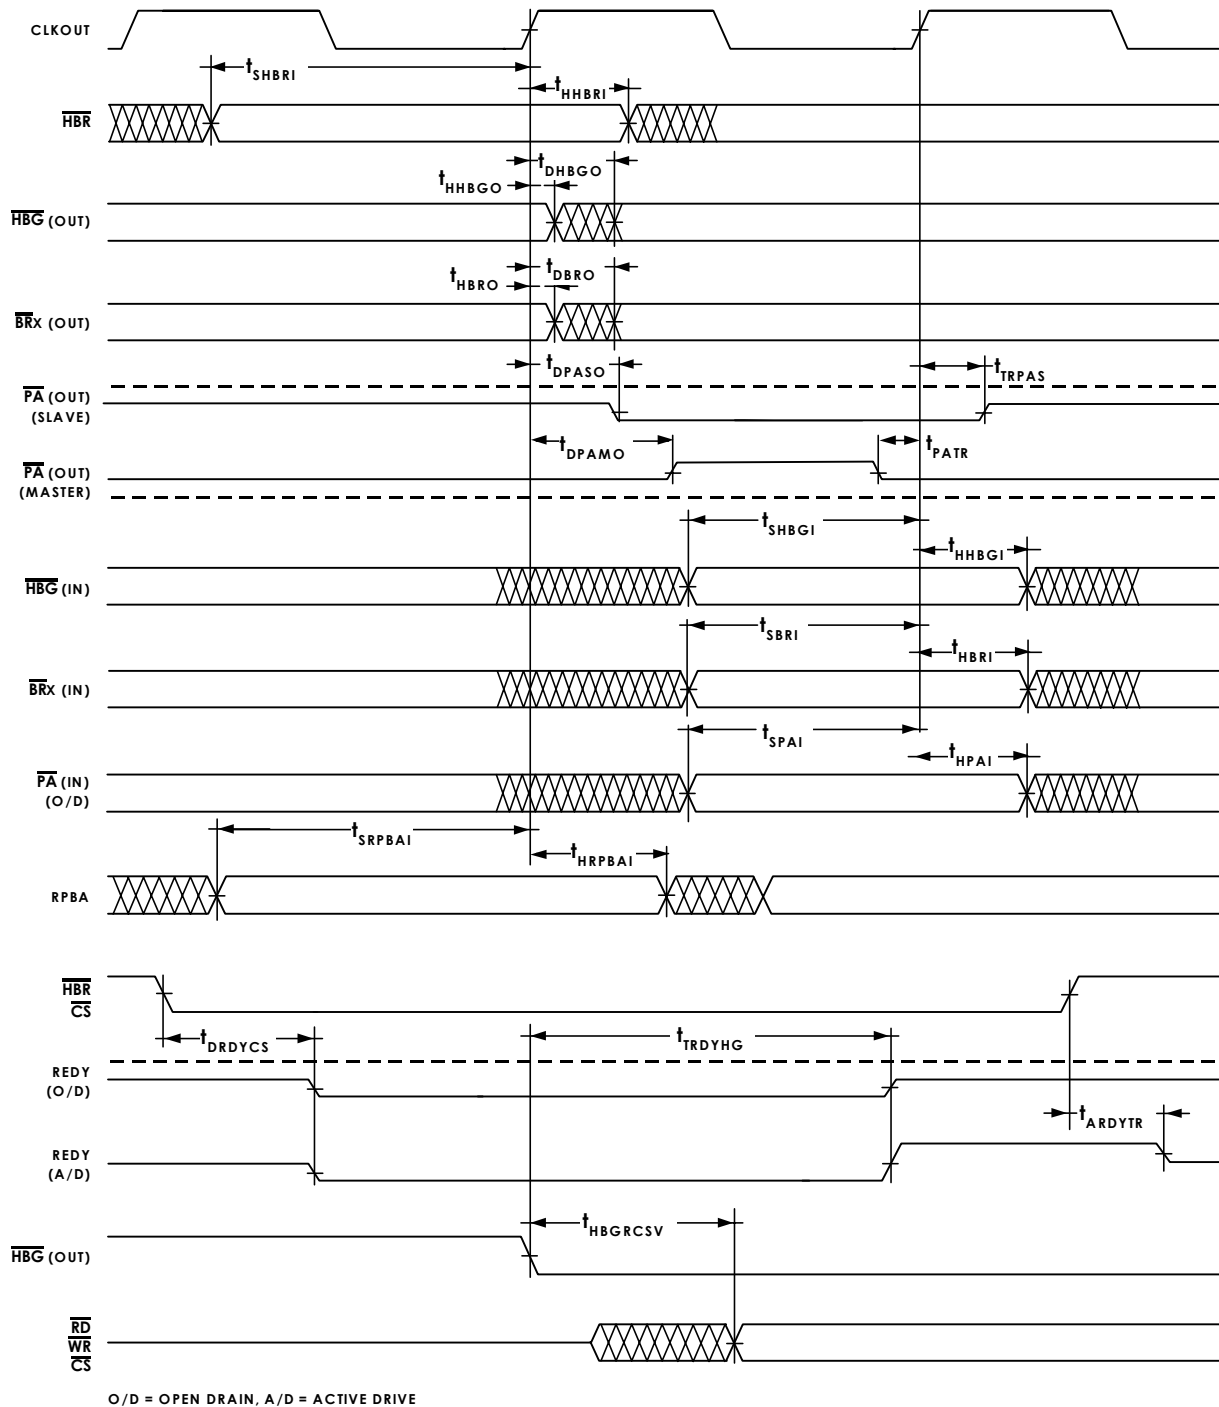 CLKOUT
tSHBRI
tHHBRI
HBR
tDHBGO
tHHBGO
HBG (OUT)
tDBRO
tHBRO
BRX (OUT)
tDPASO
tTRPAS
PA (OUT)
(SLAVE)
tDPAMO
tPATR
PA (OUT)
(MASTER)
tSHBGI
tHHBGI
HBG (IN)
tSBRI
tHBRI
BRX (IN)
tSPAI
tHPAI
PA (IN)
(O/D)
tSRPBAI
tHRPBAI
RPBA
HBR
CS
tDRDYCS
tTRDYHG
REDY
(O/D)
tARDYTR
REDY
(A/D)
tHBGRCSV
HBG (OUT)
RD
WR
CS
O/D = OPEN DRAIN, A/D = ACTIVE DRIVE